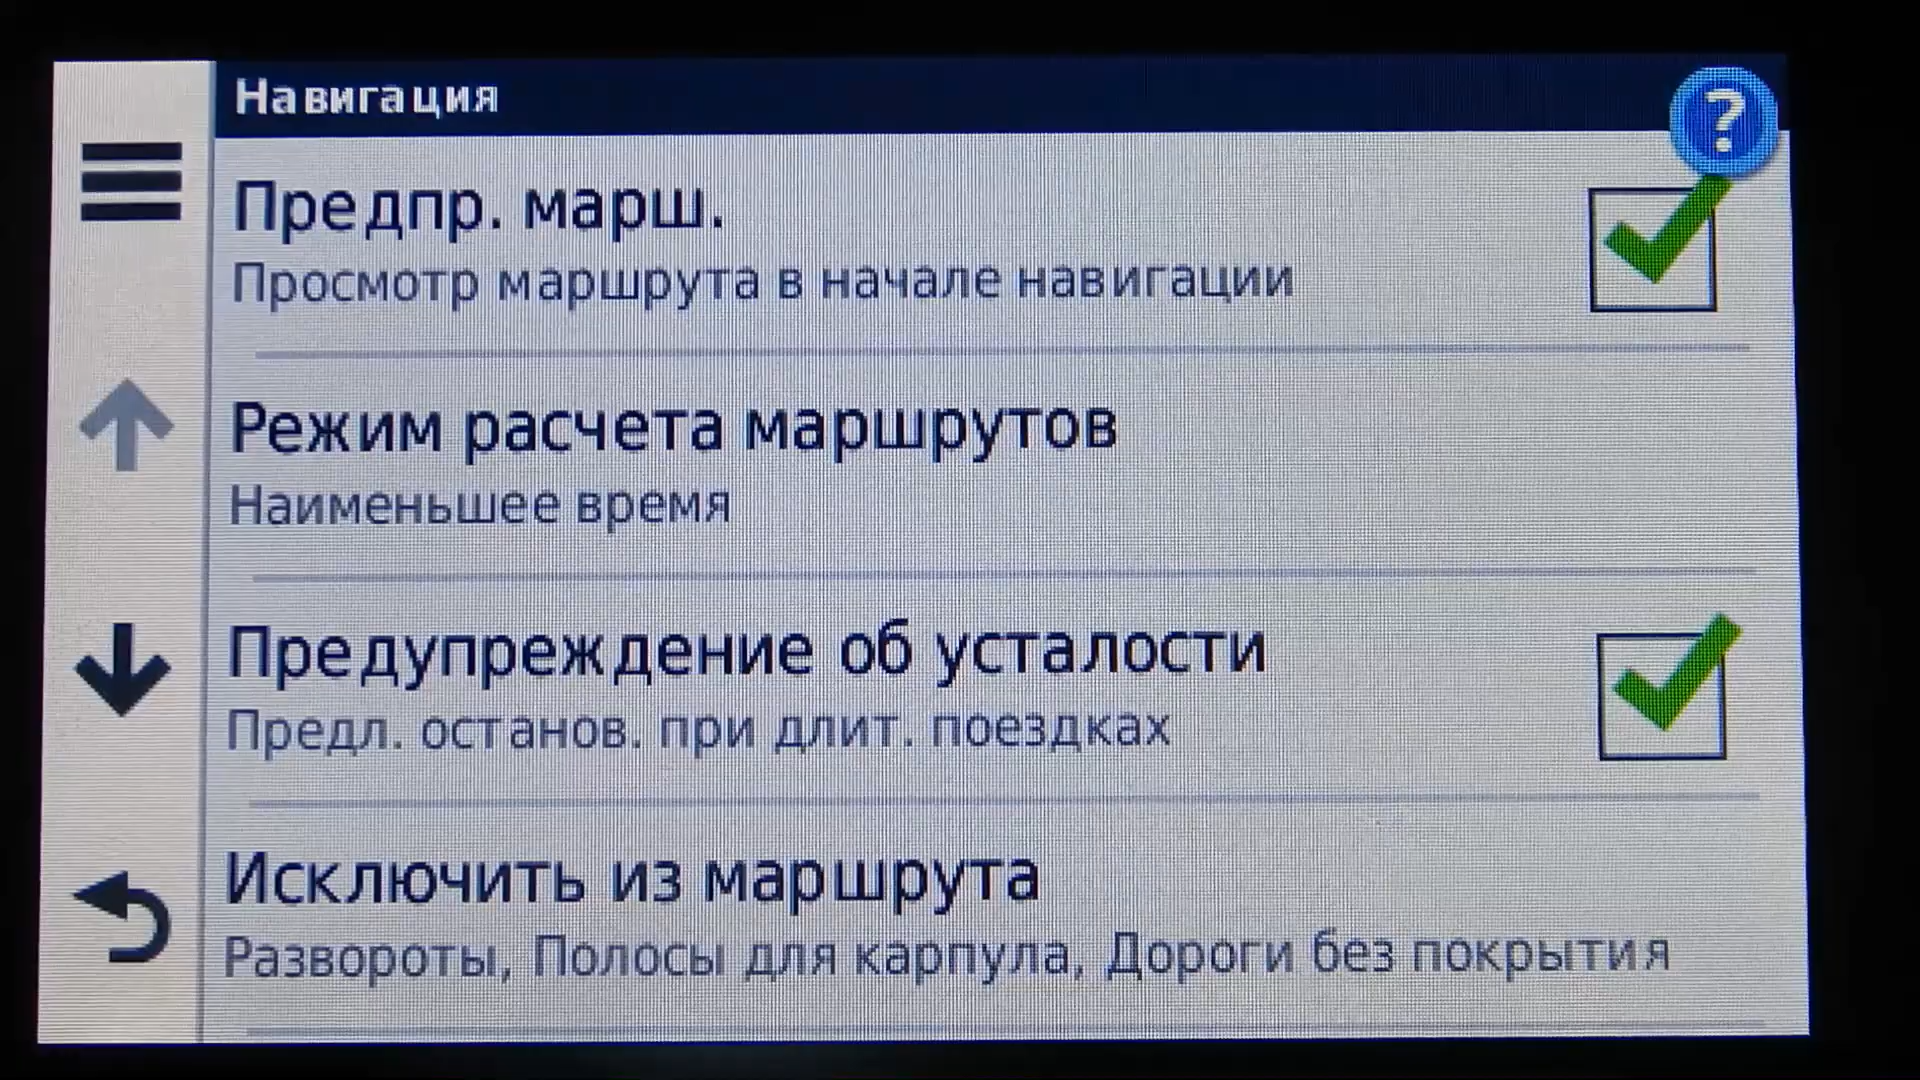 Навигация
?
Предпр. марш.
Просмотр маршрута в начале навигации
Режим расчета маршрутов
Наименьшее время
Предупреждение об усталости
Предл. останов. при длит. поездках
Исключить из маршрута
Развороты, Полосы для карпула, Дороги без покрытия